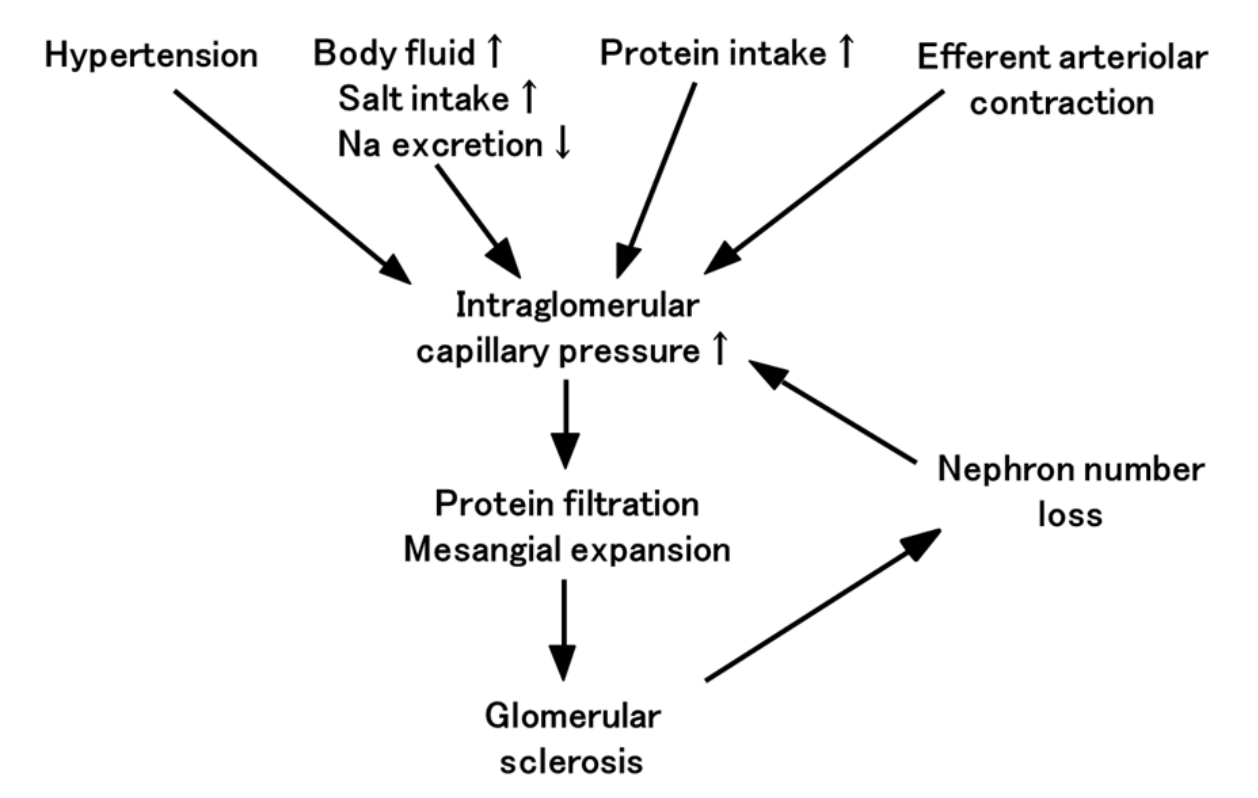 Hypertension
Body fluid ↑
Salt intake ↑
Na excretion ↓
Protein intake ↑
Efferent arteriolar
contraction
Intraglomerular
capillary pressure ↑
Protein filtration
Mesangial expansion
Nephron number
loss
Glomerular
sclerosis